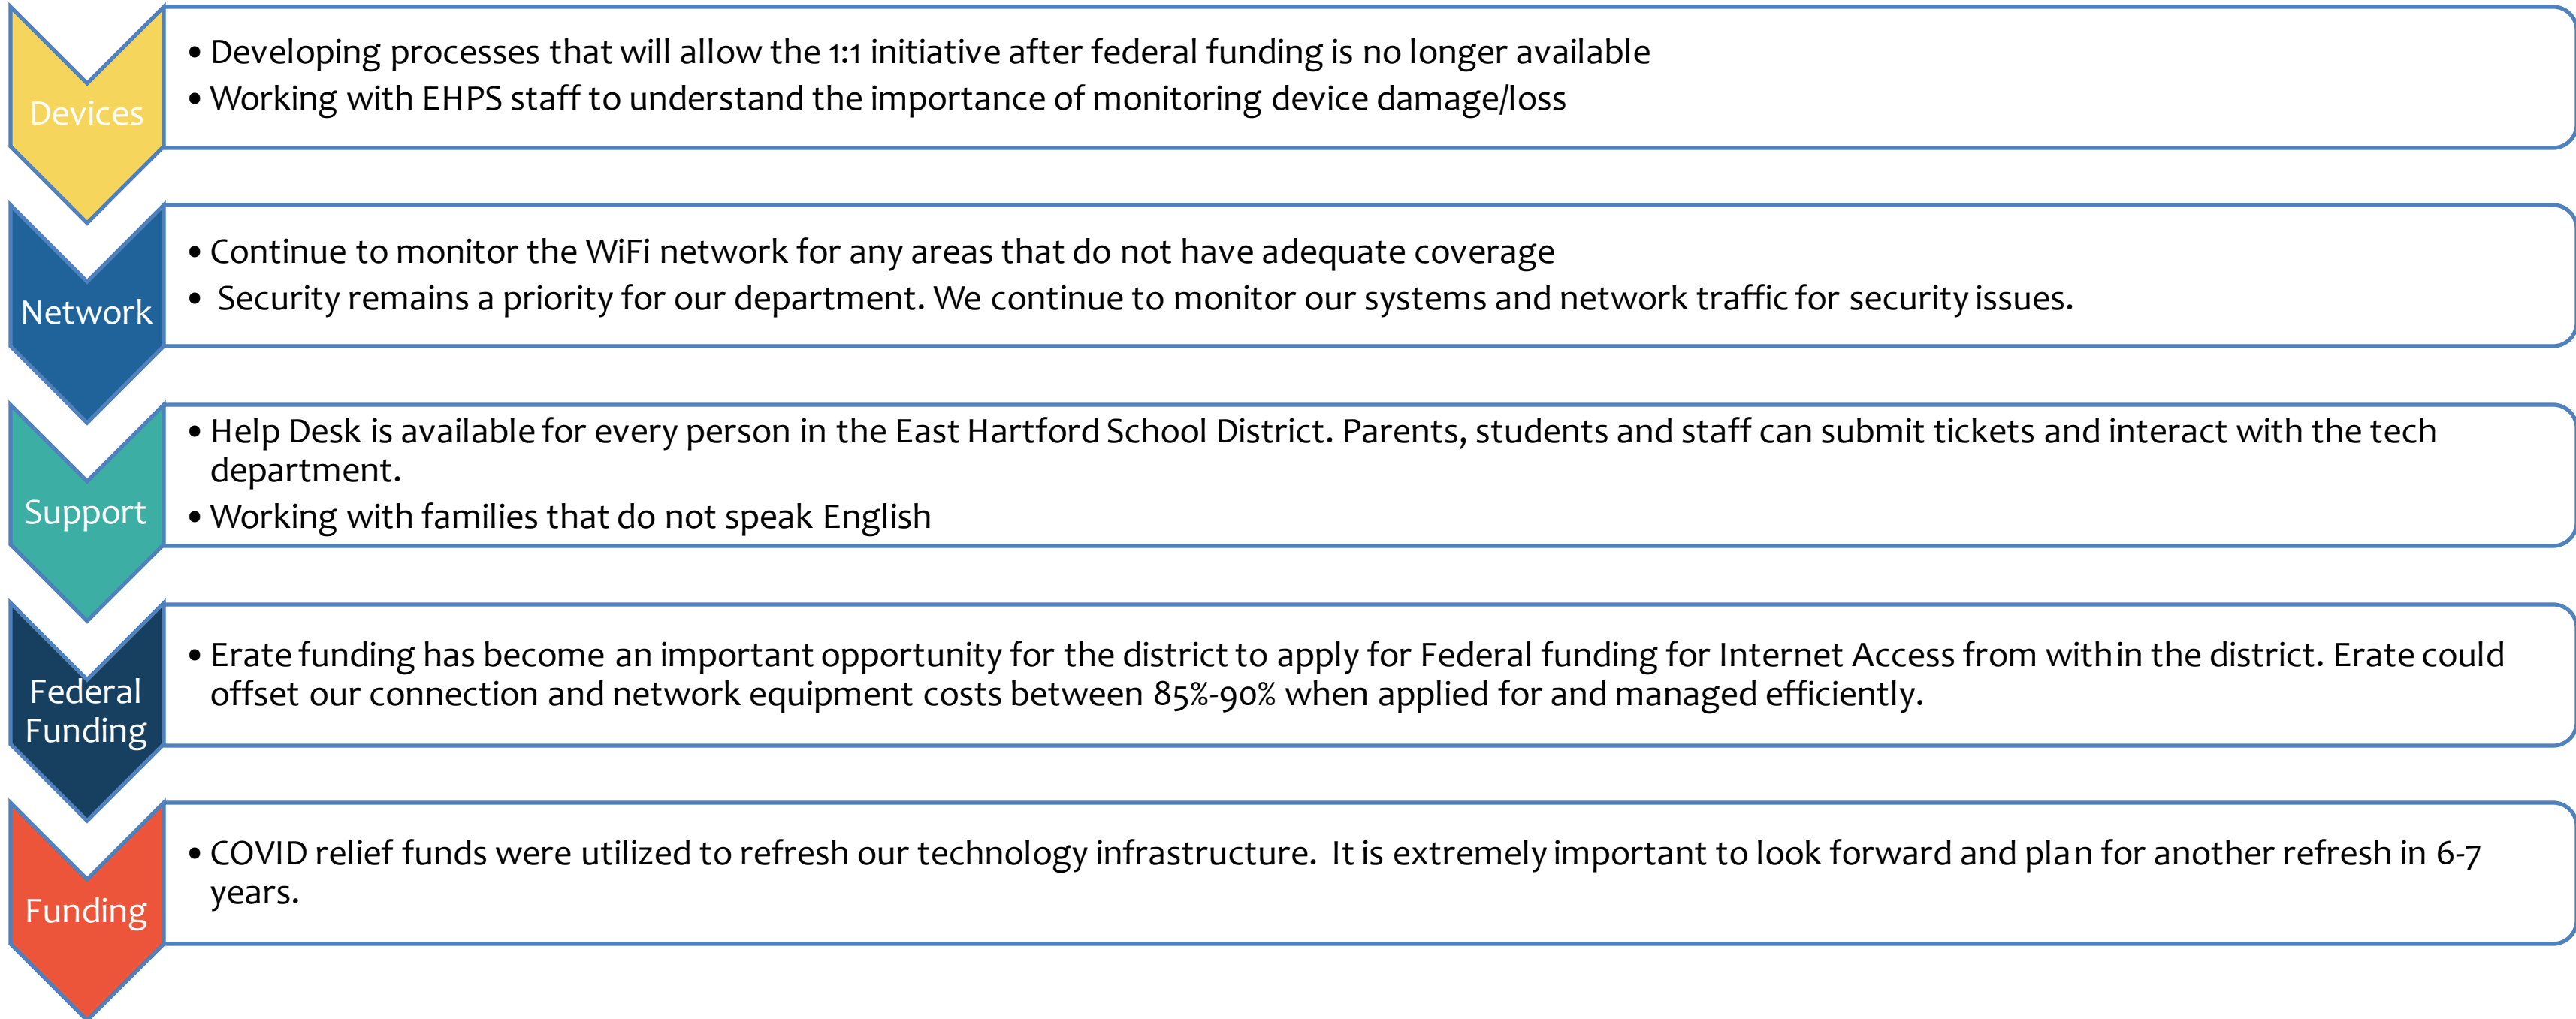 Devices
• Developing processes that will allow the 1:1 initiative after federal funding is no longer available
• Working with EHPS staff to understand the importance of monitoring device damage/loss
Network
• Continue to monitor the WiFi network for any areas that do not have adequate coverage
• Security remains a priority for our department. We continue to monitor our systems and network traffic for security issues.
Support
• Help Desk is available for every person in the East Hartford School District. Parents, students and staff can submit tickets and interact with the tech
department.
• Working with families that do not speak English
Federal
Funding
• Erate funding has become an important opportunity for the district to apply for Federal funding for Internet Access from within the district. Erate could
offset our connection and network equipment costs between 85%-90% when applied for and managed efficiently.
Funding
• COVID relief funds were utilized to refresh our technology infrastructure. It is extremely important to look forward and plan for another refresh in 6-7
years.